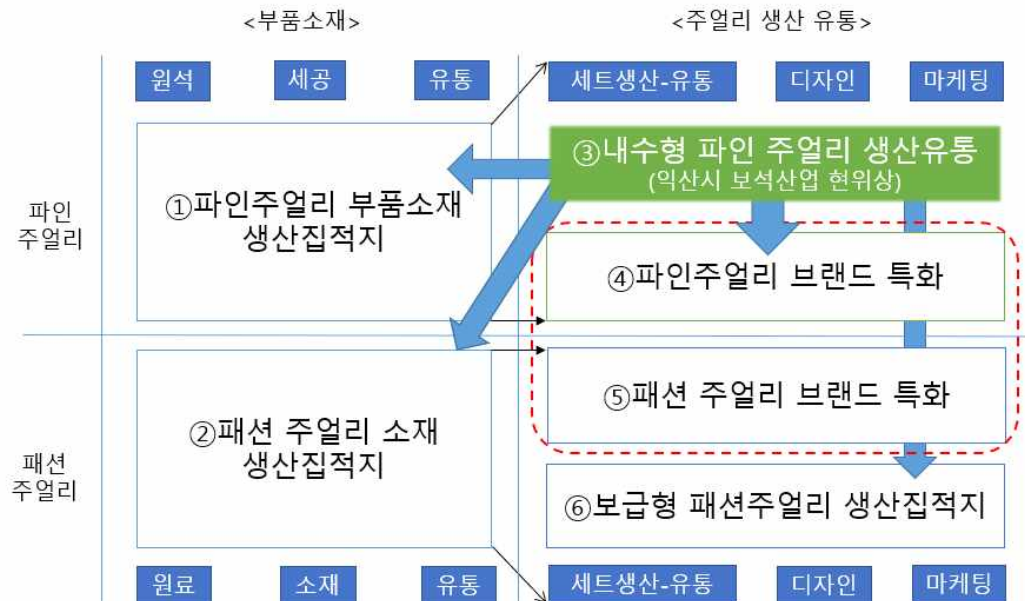 <부품소재>
<주얼리 생산 유통>
원석
세공
유통
세트생산-유통
디자인
마케팅
파인
주얼리
①파인주얼리 부품소재
생산집적지
③내수형 파인 주얼리 생산유통
(익산시 보석산업 현위상)
④파인주얼리 브랜드 특화
패션
주얼리
②패션 주얼리 소재
생산집적지
⑤패션 주얼리 브랜드 특화
⑥보급형 패션주얼리 생산집적지
원료
소재
유통
세트생산-유통
디자인
마케팅